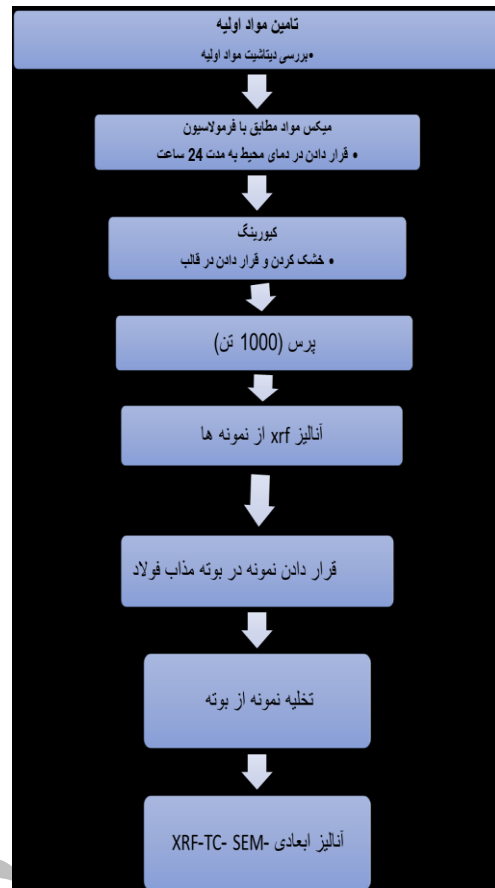 تامین مواد اولیه
•بررسی دیتاشیت مواد اولیه
میکس مواد مطابق با فرمولاسیون
• قرار دادن در دمای محیط به مدت 24 ساعت
کیورینگ
• خشک کردن و قرار دادن در قالب
پرس (1000 تن)
آنالیز xrf از نمونه ها
قرار دادن نمونه در بوته مذاب فولاد
تخلیه نمونه از بوته
آنالیز ابعادی -XRF-TC- SEM